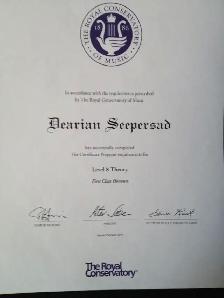 THE ROYAL CONSERVATORY
OF MUSIC
In accordance with the requirements prescribed
by The Royal Conservatory of Music
Dearian Seepersad
has successfully completed
the Certificate Program requirements for
Level 8 Theory
First Class Honours
The Royal
Conservatory